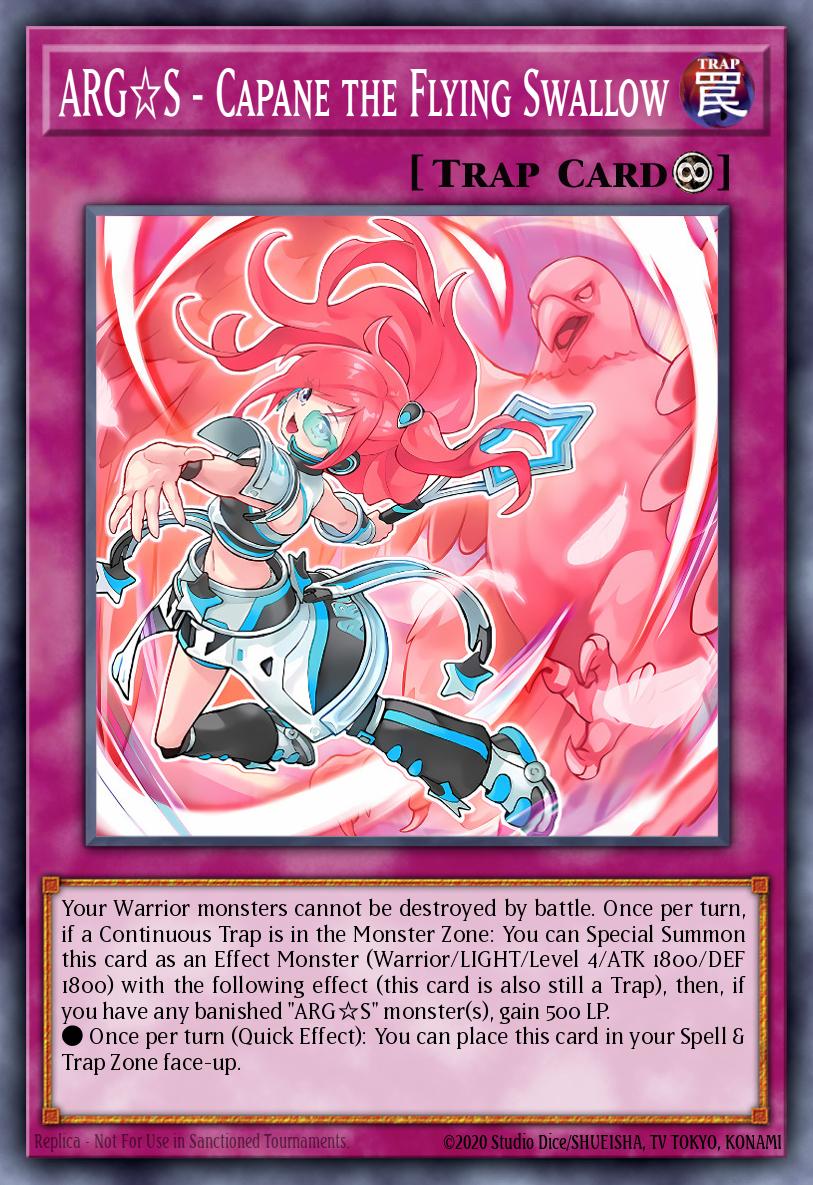 ARG☆S - Capane the Flying Swallow
TRAP
罠
[ Trap Card ∞ ]
Your Warrior monsters cannot be destroyed by battle. Once per turn,
if a Continuous Trap is in the Monster Zone: You can Special Summon
this card as an Effect Monster (Warrior/LIGHT/Level 4/ATK 1800/DEF
1800) with the following effect (this card is also still a Trap), then, if
you have any banished "ARG☆S" monster(s), gain 500 LP.
● Once per turn (Quick Effect): You can place this card in your Spell &
Trap Zone face-up.
Replica - Not For Use in Sanctioned Tournaments.
©2020 Studio Dice/SHUEISHA, TV TOKYO, KONAMI